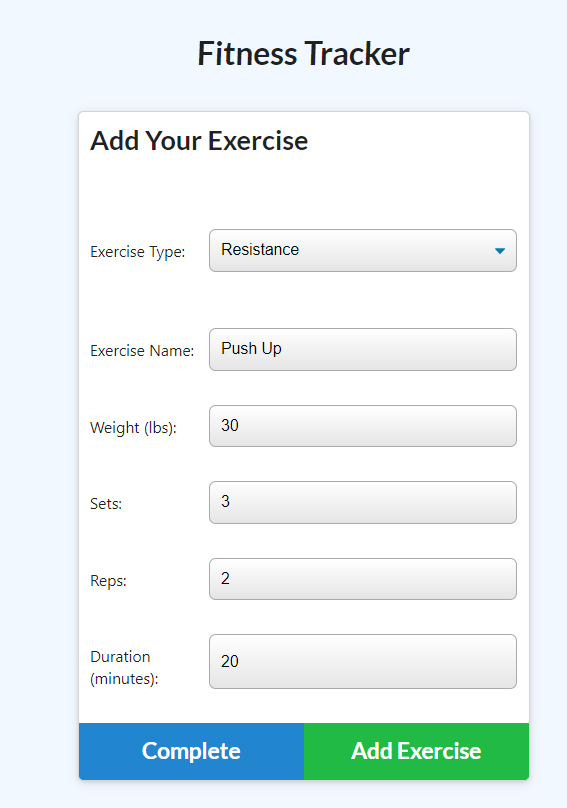 Fitness Tracker
Add Your Exercise
Exercise Type: Resistance
Exercise Name: Push Up
Weight (lbs): 30
Sets: 3
Reps: 2
Duration
(minutes): 20
Complete Add Exercise